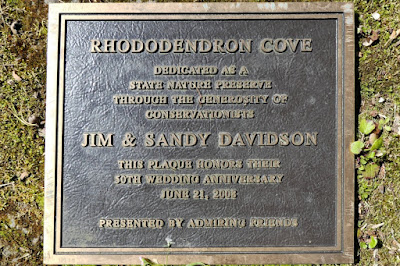 RHODODENDRON COVE
DEDICATED AS A
STATE NATURE PRESERVE
THROUGH THE GENEROSITY OF
CONSERVATIONISTS
JIM & SANDY DAVIDSON
THIS PLAQUE HONORS THEIR
50TH WEDDING ANNIVERSARY
JUNE 21, 2008
PRESENTED BY ADMIRING FRIENDS